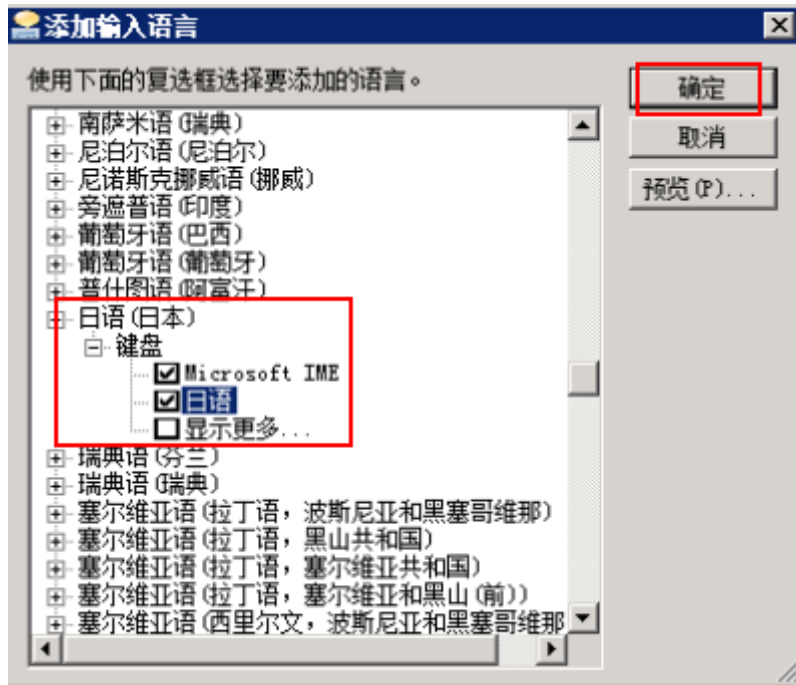 添加输入语言
使用下面的复选框选择要添加的语言。
南萨米语(瑞典)
尼泊尔语(尼泊尔)
尼诺斯克挪威语(挪威)
旁遮普语(印度)
葡萄牙语(巴西)
葡萄牙语(葡萄牙)
普什图语(阿富汗)
日语(日本)
键盘
Microsoft IME
日语
显示更多...
瑞典语(芬兰)
瑞典语(瑞典)
塞尔维亚语(拉丁语，波斯尼亚和黑塞哥维那)
塞尔维亚语(拉丁语，黑山共和国)
塞尔维亚语(拉丁语，塞尔维亚共和国)
塞尔维亚语(拉丁语，塞尔维亚和黑山(前))
塞尔维亚语(西里尔文，波斯尼亚和黑塞哥维那
确定
取消
预览(P)...